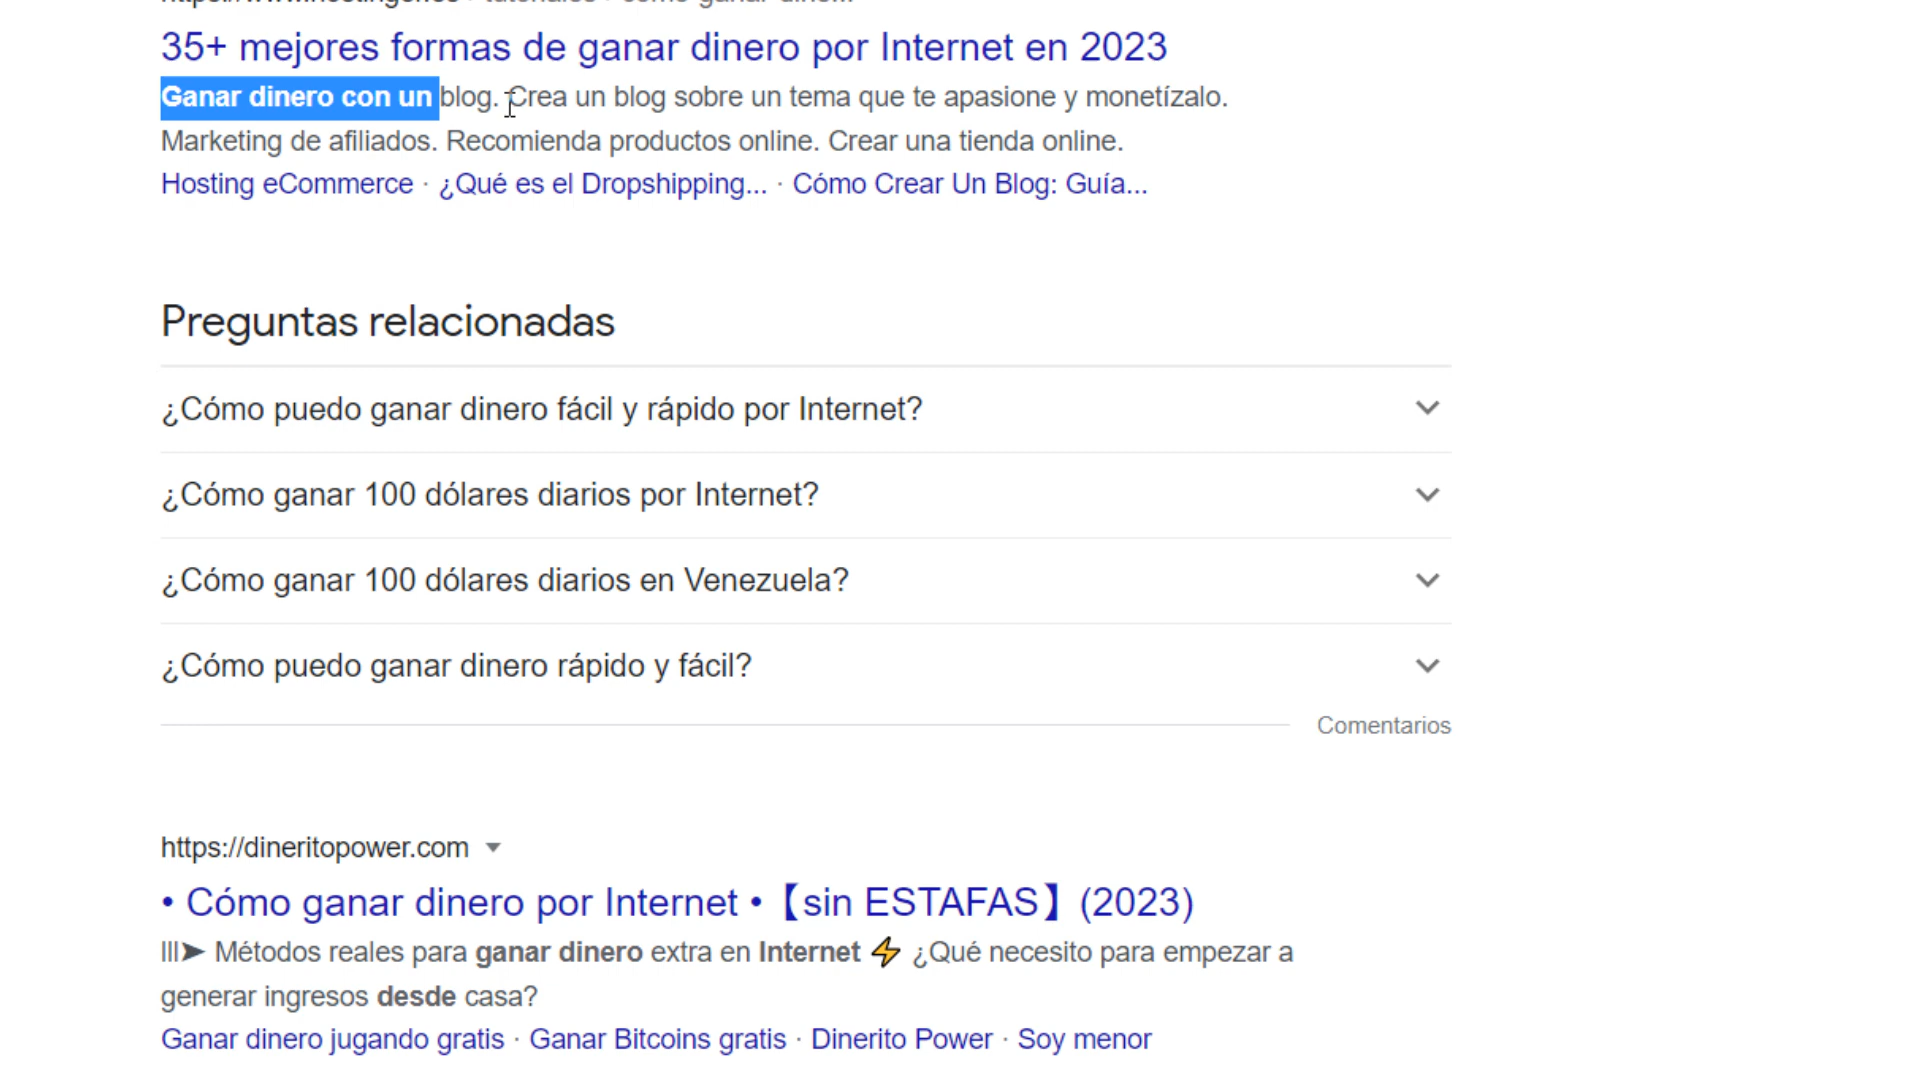 35+ mejores formas de ganar dinero por Internet en 2023
Ganar dinero con un blog. Crea un blog sobre un tema que te apasione y monetízalo.
Marketing de afiliados. Recomienda productos online. Crear una tienda online.
Hosting eCommerce · ¿Qué es el Dropshipping... · Cómo Crear Un Blog: Guía...
Preguntas relacionadas
¿Cómo puedo ganar dinero fácil y rápido por Internet?
¿Cómo ganar 100 dólares diarios por Internet?
¿Cómo ganar 100 dólares diarios en Venezuela?
¿Cómo puedo ganar dinero rápido y fácil?
Comentarios
https://dineritopower.com
• Cómo ganar dinero por Internet •【sin ESTAFAS】(2023)
lll➤ Métodos reales para ganar dinero extra en Internet ⚡ ¿Qué necesito para empezar a
generar ingresos desde casa?
Ganar dinero jugando gratis · Ganar Bitcoins gratis · Dinerito Power · Soy menor